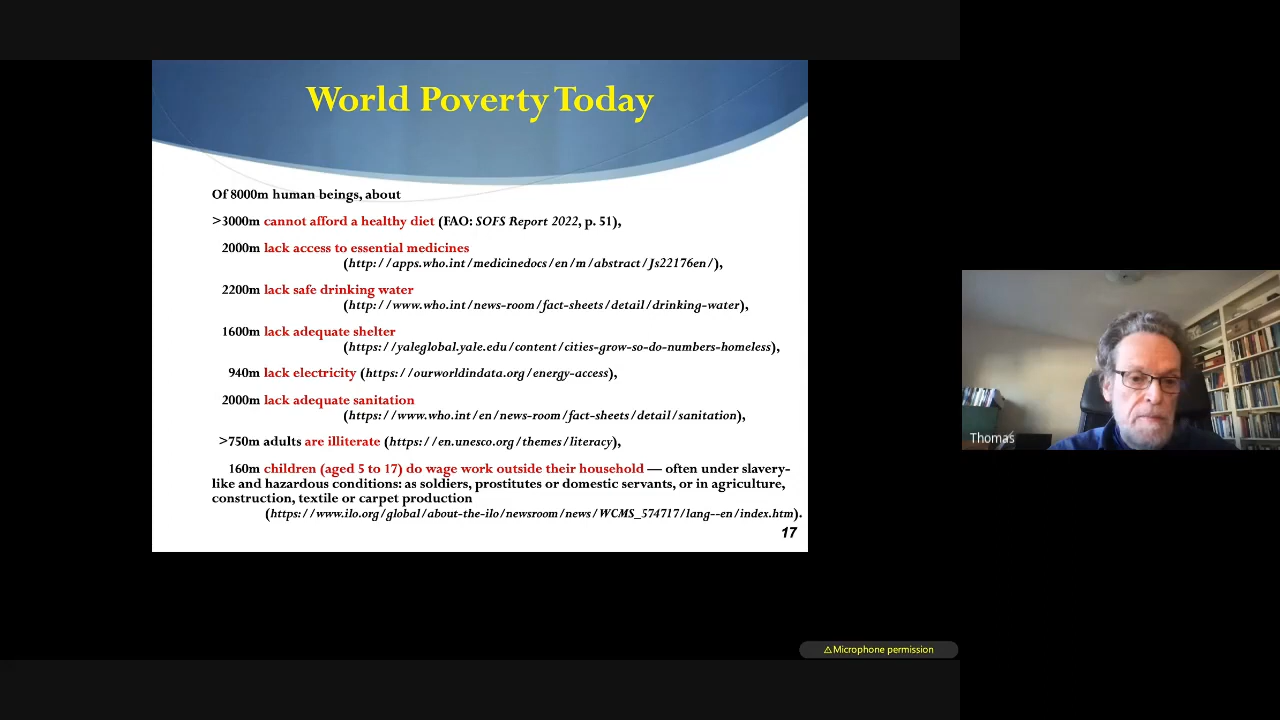 World Poverty Today
Of 8000m human beings, about
>3000m cannot afford a healthy diet (FAO: SOFS Report 2022, p. 51),
2000m lack access to essential medicines
(http://apps.who.int/medicinedocs/en/m/abstract/Js22176en/),
2200m lack safe drinking water
(http://www.who.int/news-room/fact-sheets/detail/drinking-water),
1600m lack adequate shelter
(https://yaleglobal.yale.edu/content/cities-grow-so-do-numbers-homeless),
940m lack electricity (https://ourworldindata.org/energy-access),
2000m lack adequate sanitation
(https://www.who.int/en/news-room/fact-sheets/detail/sanitation),
>750m adults are illiterate (https://en.unesco.org/themes/literacy),
160m children (aged 5 to 17) do wage work outside their household — often under slavery-
like and hazardous conditions: as soldiers, prostitutes or domestic servants, or in agriculture,
construction, textile or carpet production
(https://www.ilo.org/global/about-the-ilo/newsroom/news/WCMS_574717/lang--en/index.htm).
17
Thomas
⚠Microphone permission